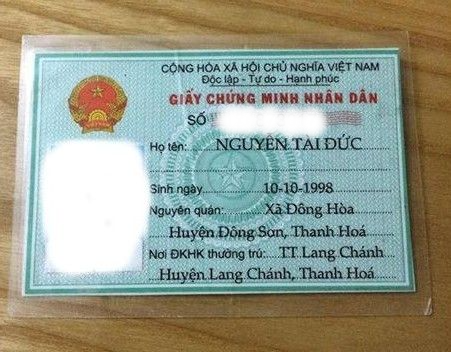 CỘNG HÒA XÃ HỘI CHỦ NGHĨA VIỆT NAM
Độc lập - Tự do - Hạnh phúc
GIẤY CHỨNG MINH NHÂN DÂN
SỐ
Họ tên: NGUYỄN TÀI ĐỨC
Sinh ngày 10-10-1998
Nguyên quán: Xã Đông Hòa
Huyện Đông Sơn, Thanh Hoá
Nơi ĐKHK thường trú: TT Lang Chánh
Huyện Lang Chánh, Thanh Hoá